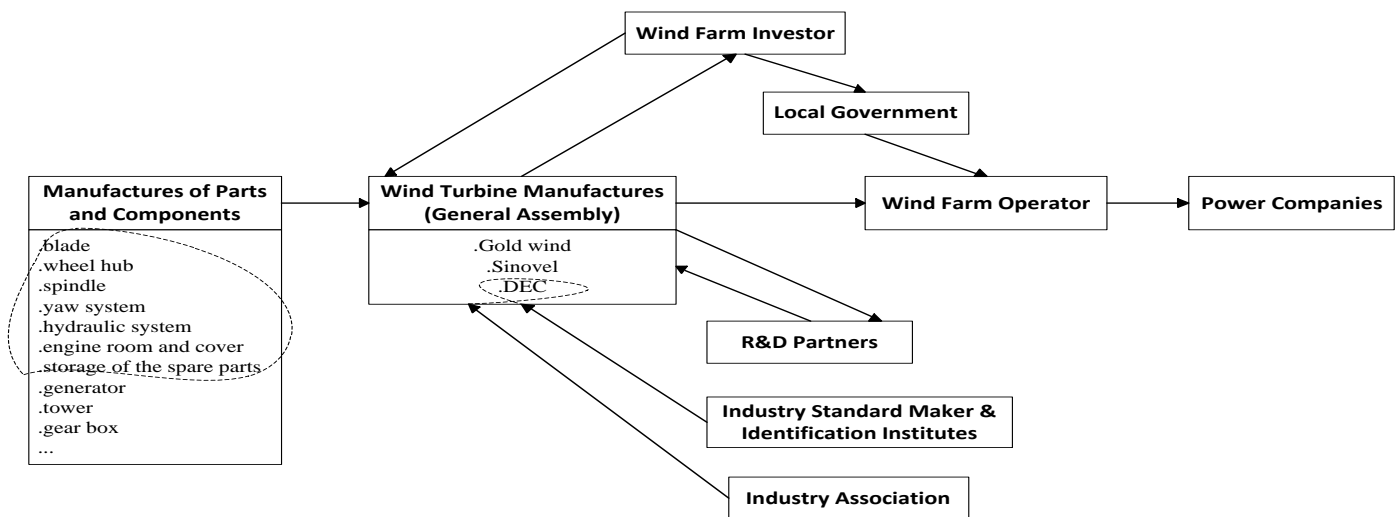 Wind Farm Investor
Local Government
Manufactures of Parts
and Components
.blade
.wheel hub
.spindle
.yaw system
.hydraulic system
.engine room and cover
.storage of the spare parts
.generator
.tower
.gear box
...
Wind Turbine Manufactures
(General Assembly)
.Gold wind
.Sinovel
.DEC
Wind Farm Operator
Power Companies
R&D Partners
Industry Standard Maker &
Identification Institutes
Industry Association